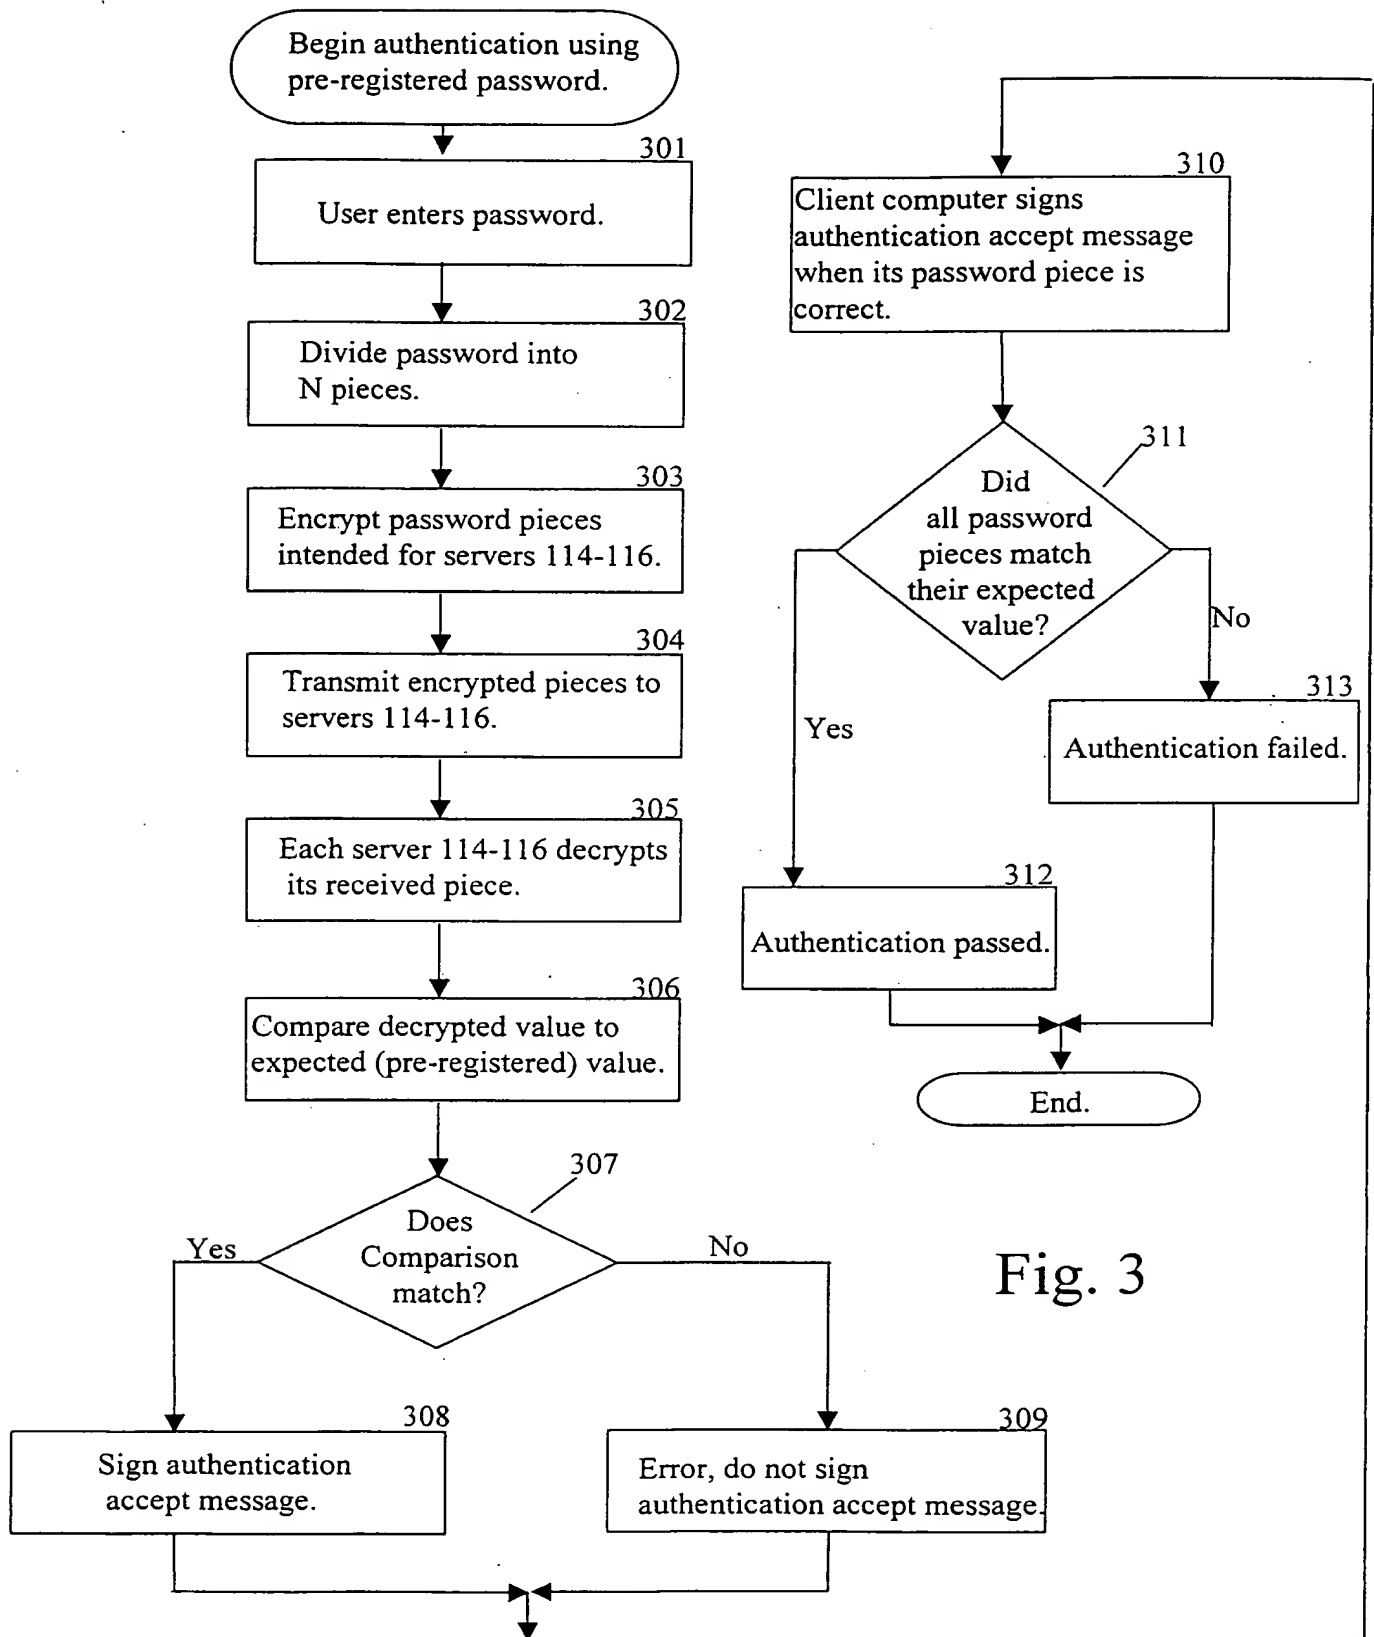 Begin authentication using
pre-registered password.
301
User enters password.
302
Divide password into
N pieces.
303
Encrypt password pieces
intended for servers 114-116.
304
Transmit encrypted pieces to
servers 114-116.
305
Each server 114-116 decrypts
its received piece.
306
Compare decrypted value to
expected (pre-registered) value.
307
Does
Comparison
match?
Yes
No
308
Sign authentication
accept message.
309
Error, do not sign
authentication accept message.
310
Client computer signs
authentication accept message
when its password piece is
correct.
311
Did
all password
pieces match
their expected
value?
No
Yes
313
Authentication failed.
312
Authentication passed.
End.
Fig. 3